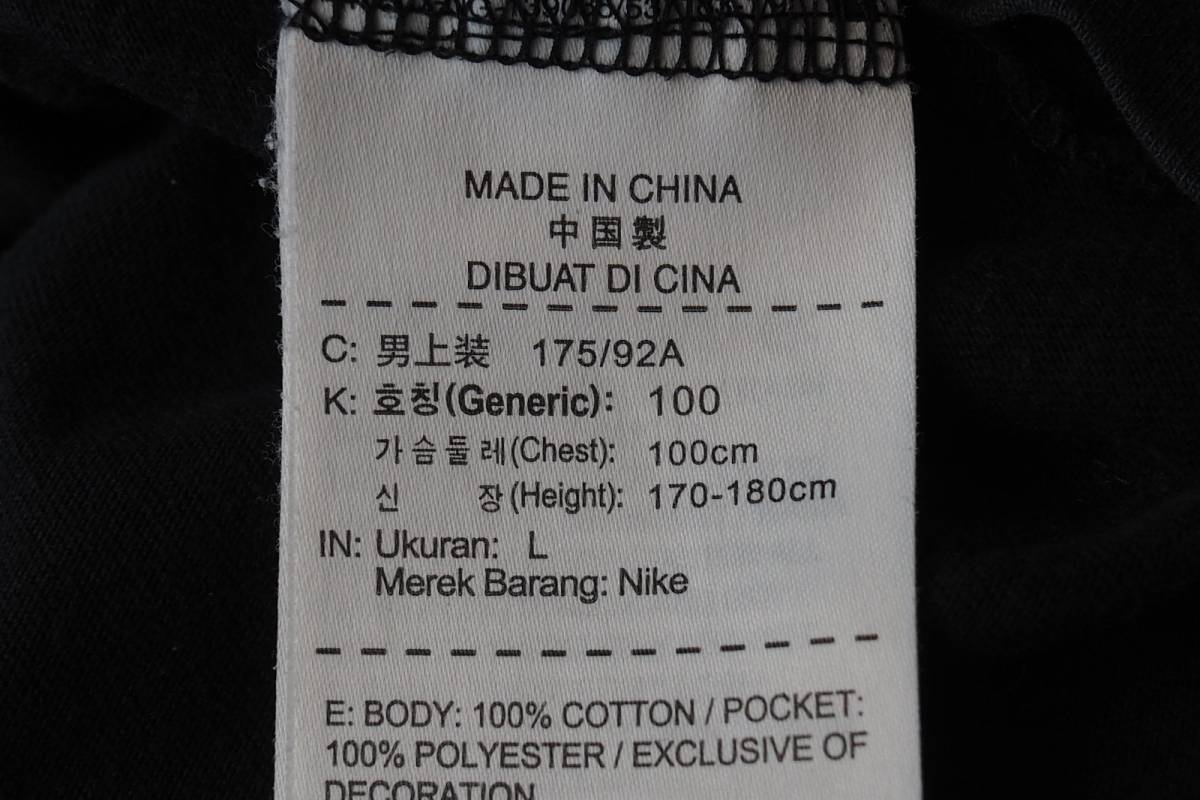 MADE IN CHINA
中国製
DIBUAT DI CINA
C: 男上装 175/92A
K: 호칭(Generic): 100
가슴둘레(Chest): 100cm
신 장(Height): 170-180cm
IN: Ukuran: L
Merek Barang: Nike
E: BODY: 100% COTTON / POCKET:
100% POLYESTER / EXCLUSIVE OF
DECORATION